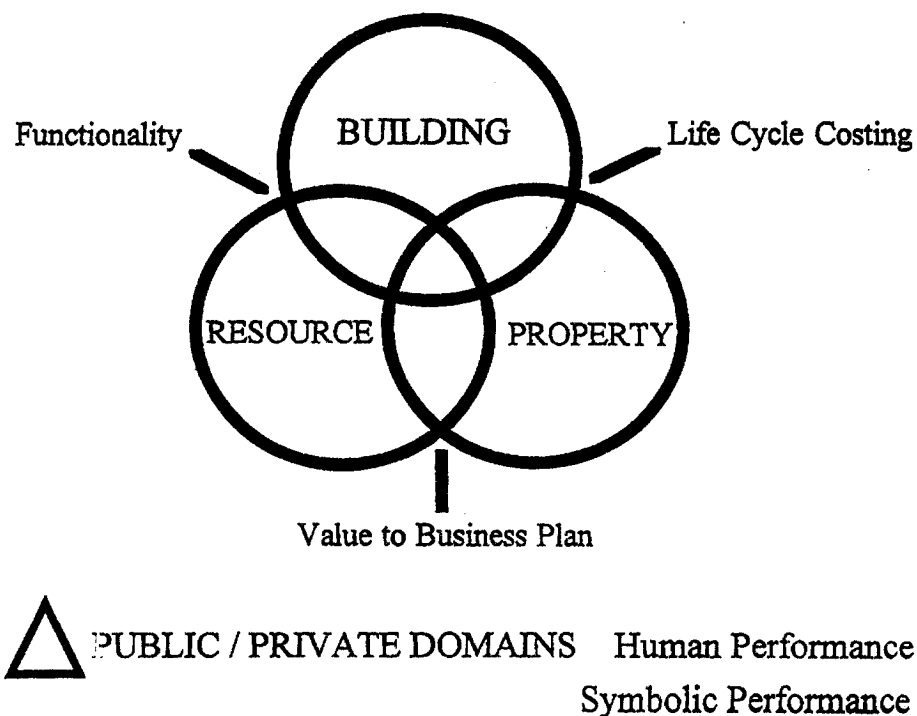 BUILDING
Functionality
Life Cycle Costing
RESOURCE
PROPERTY
Value to Business Plan
PUBLIC / PRIVATE DOMAINS Human Performance
Symbolic Performance